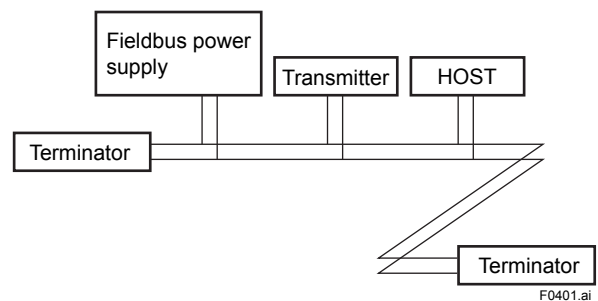 Fieldbus power
supply
Transmitter
HOST
Terminator
Terminator
F0401.ai